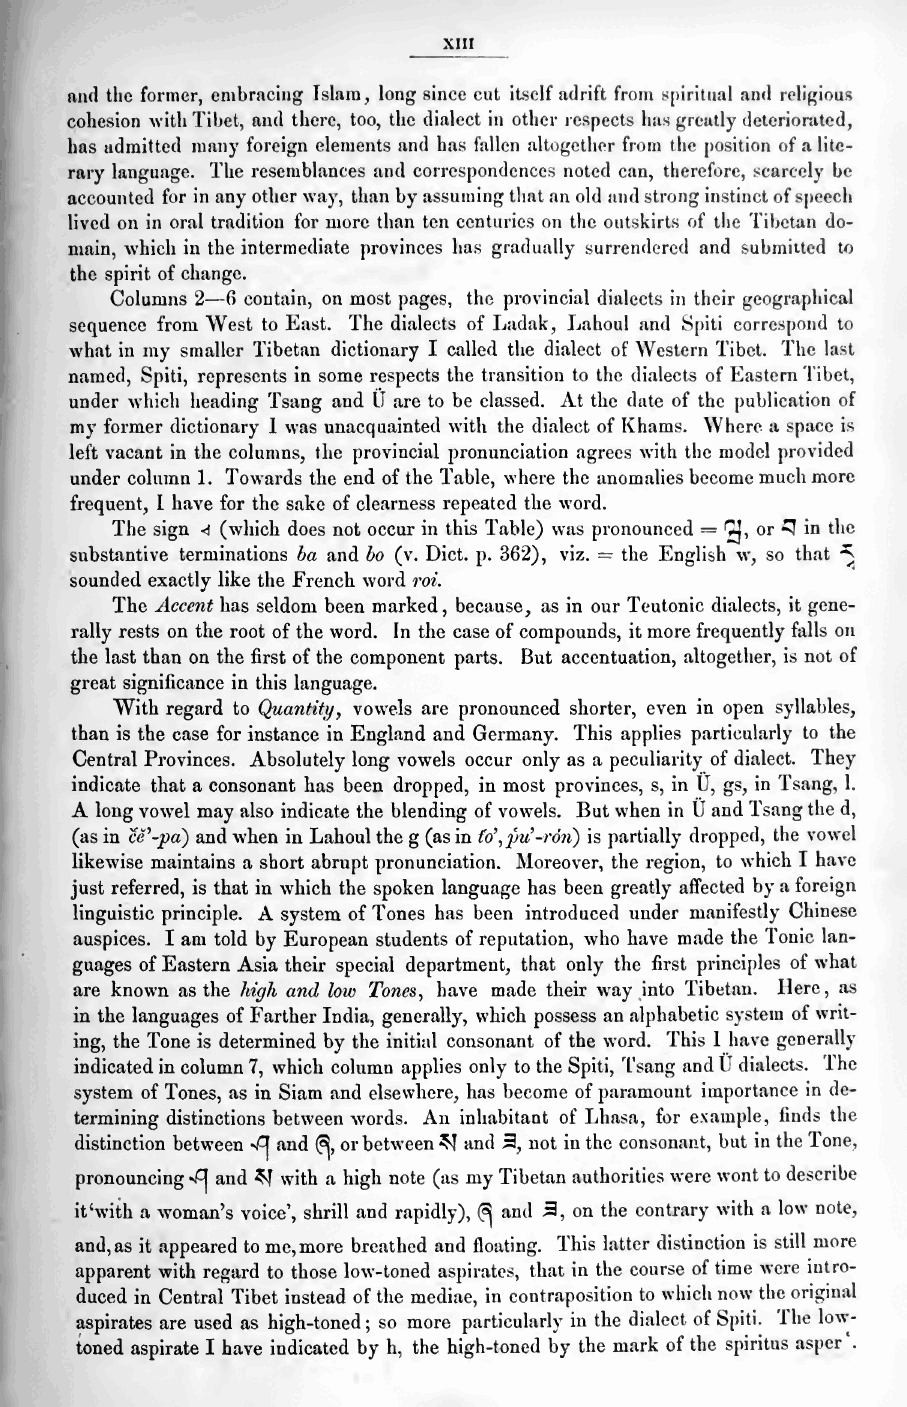 XIII
and the former, embracing Islam, long since cut itself adrift from spiritual and religious
cohesion with Tibet, and there, too, the dialect in other respects has greatly deteriorated,
has admitted many foreign elements and has fallen altogether from the position of a lite-
rary language. The resemblances and correspondences noted can, therefore, scarcely be
accounted for in any other way, than by assuming that an old and strong instinct of speech
lived on in oral tradition for more than ten centuries on the outskirts of the Tibetan do-
main, which in the intermediate provinces has gradually surrendered and submitted to
the spirit of change.
Columns 2—6 contain, on most pages, the provincial dialects in their geographical
sequence from West to East. The dialects of Ladak, Lahoul and Spiti correspond to
what in my smaller Tibetan dictionary I called the dialect of Western Tibet. The last
named, Spiti, represents in some respects the transition to the dialects of Eastern Tibet,
under which heading Tsang and Ü are to be classed. At the date of the publication of
my former dictionary I was unacquainted with the dialect of Khams. Where a space is
left vacant in the columns, the provincial pronunciation agrees with the model provided
under column 1. Towards the end of the Table, where the anomalies become much more
frequent, I have for the sake of clearness repeated the word.
The sign (which does not occur in this Table) was pronounced = or བ in the
substantive terminations ba and bo (v. Dict. p. 362), viz. = the English w, so that
sounded exactly like the French word roi.
The Accent has seldom been marked, because, as in our Teutonic dialects, it gene-
rally rests on the root of the word. In the case of compounds, it more frequently falls on
the last than on the first of the component parts. But accentuation, altogether, is not of
great significance in this language.
With regard to Quantity, vowels are pronounced shorter, even in open syllables,
than is the case for instance in England and Germany. This applies particularly to the
Central Provinces. Absolutely long vowels occur only as a peculiarity of dialect. They
indicate that a consonant has been dropped, in most provinces, s, in Ü, gs, in Tsang, l.
A long vowel may also indicate the blending of vowels. But when in Ü and Tsang the d,
(as in c̀ĕ’-pa) and when in Lahoul the g (as in ťo’, ṗu’-rón) is partially dropped, the vowel
likewise maintains a short abrupt pronunciation. Moreover, the region, to which I have
just referred, is that in which the spoken language has been greatly affected by a foreign
linguistic principle. A system of Tones has been introduced under manifestly Chinese
auspices. I am told by European students of reputation, who have made the Tonic lan-
guages of Eastern Asia their special department, that only the first principles of what
are known as the high and low Tones, have made their way into Tibetan. Here, as
in the languages of Farther India, generally, which possess an alphabetic system of writ-
ing, the Tone is determined by the initial consonant of the word. This I have generally
indicated in column 7, which column applies only to the Spiti, Tsang and Ü dialects. The
system of Tones, as in Siam and elsewhere, has become of paramount importance in de-
termining distinctions between words. An inhabitant of Lhasa, for example, finds the
distinction between ཤ and ཞ, or between ས and ཟ, not in the consonant, but in the Tone,
pronouncing ཤ and ས with a high note (as my Tibetan authorities were wont to describe
it ‘with a woman’s voice’, shrill and rapidly), ཞ and ཟ, on the contrary with a low note,
and, as it appeared to me, more breathed and floating. This latter distinction is still more
apparent with regard to those low-toned aspirates, that in the course of time were intro-
duced in Central Tibet instead of the mediae, in contraposition to which now the original
aspirates are used as high-toned; so more particularly in the dialect of Spiti. The low-
toned aspirate I have indicated by h, the high-toned by the mark of the spiritus asper ‘.